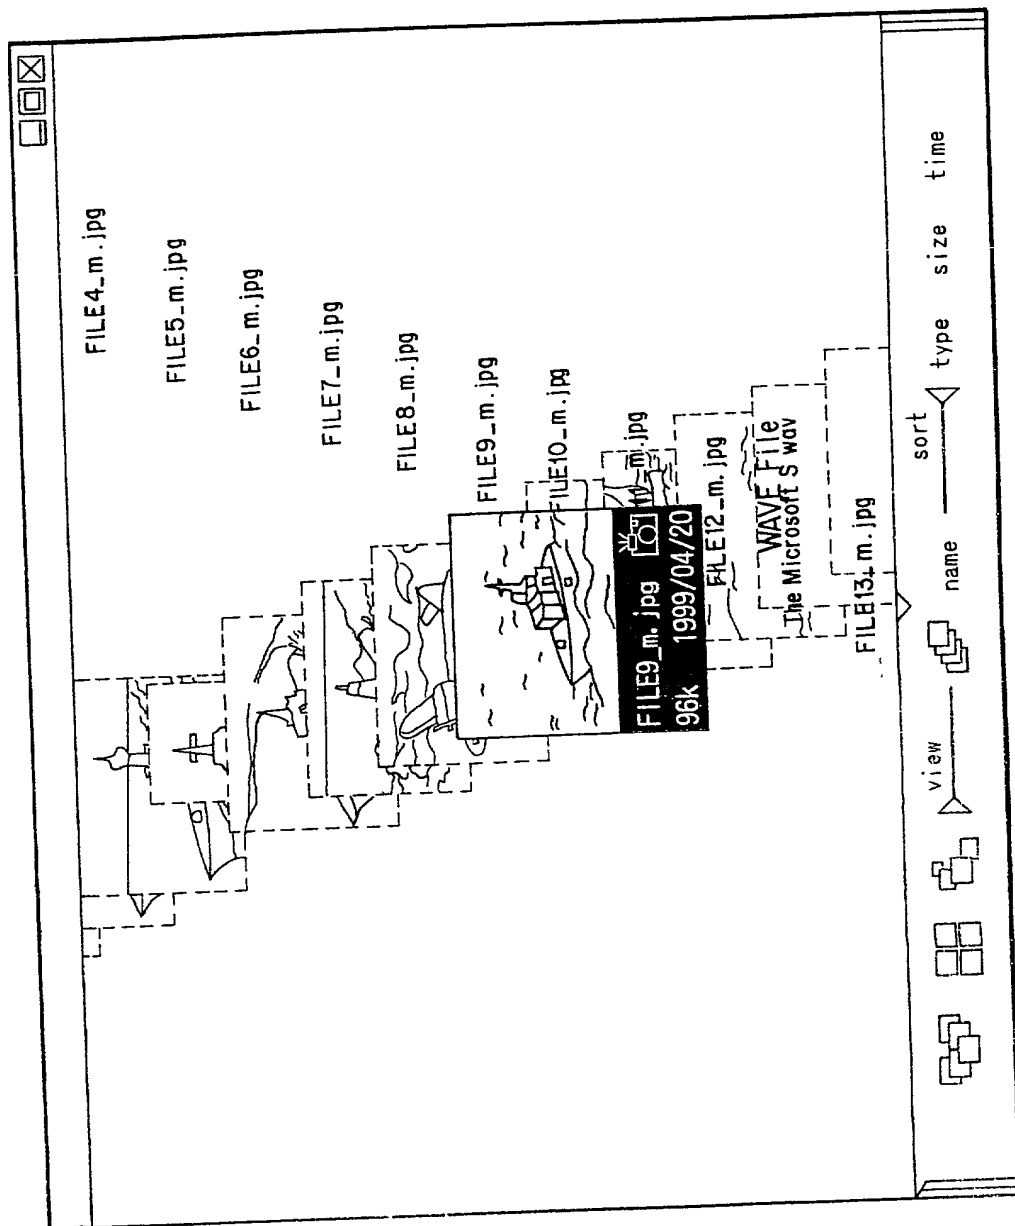 FILE4_m.jpg
FILE5_m.jpg
FILE6_m.jpg
FILE7_m.jpg
FILE8_m.jpg
FILE9_m.jpg
FILE10_m.jpg
m.jpg
FILE9_m.jpg
96k 1999/04/20
FILE12_m.jpg
WAVE File
The Microsoft S wav
FILE13_m.jpg
view name sort type size time